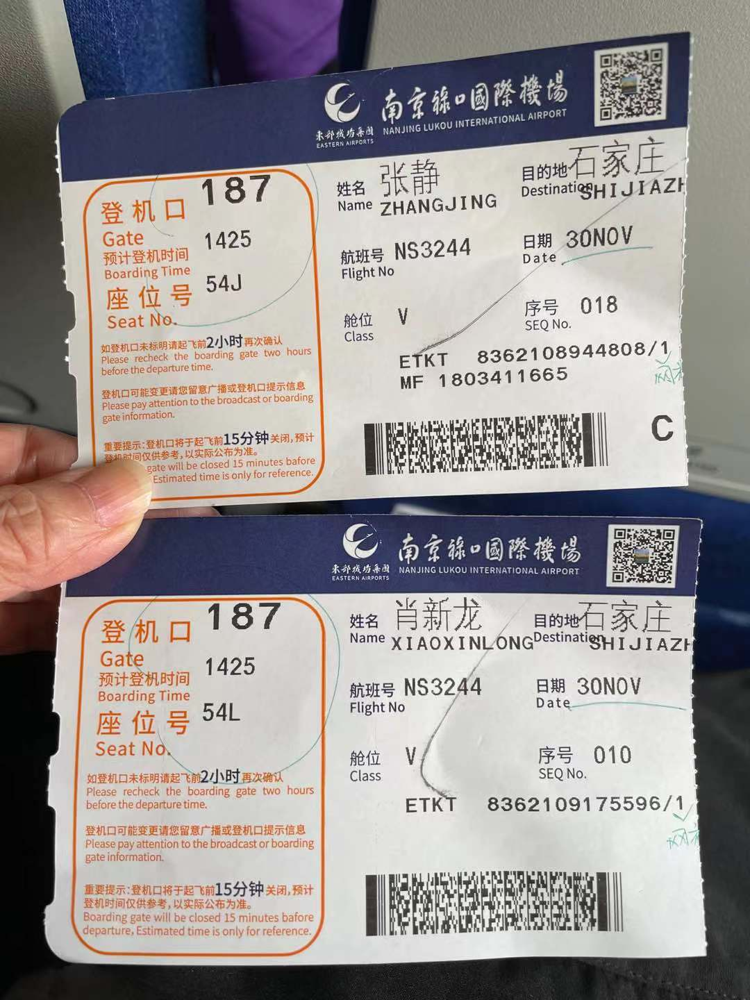 東部機場集團
EASTERN AIRPORTS
南京祿口國際機場
NANJING LUKOU INTERNATIONAL AIRPORT
登机口 187
Gate
预计登机时间 1425
Boarding Time
座位号 54J
Seat No.
如登机口未标明请起飞前2小时再次确认
Please recheck the boarding gate two hours
before the departure time.
登机口可能变更请您留意广播或登机口提示信息
Please pay attention to the broadcast or boarding
gate information.
重要提示:登机口将于起飞前15分钟关闭,预计
登机时间仅供参考,以实际公布为准。
gate will be closed 15 minutes bafore
Estimated time is only for reference.
姓名 张静
Name ZHANGJING
目的地 石家庄
Destination SHIJIAZH
航班号 NS3244
Flight No
日期 30NOV
Date
舱位 V
Class
序号 018
SEQ No.
ETKT 8362108944808/1
MF 1803411665
C
東部機場集團
EASTERN AIRPORTS
南京祿口國際機場
NANJING LUKOU INTERNATIONAL AIRPORT
登机口 187
Gate
预计登机时间 1425
Boarding Time
座位号 54L
Seat No.
如登机口未标明请起飞前2小时再次确认
Please recheck the boarding gate two hours
before the departure time.
登机口可能变更请您留意广播或登机口提示信息
Please pay attention to the broadcast or boarding
gate information.
重要提示:登机口将于起飞前15分钟关闭,预计
登机时间仅供参考,以实际公布为准。
Boarding gate will be closed 15 minutes bafore
departure, Estimated time is only for reference.
姓名 肖新龙
Name XIAOXINLONG
目的地 石家庄
Destination SHIJIAZH
航班号 NS3244
Flight No
日期 30NOV
Date
舱位 V
Class
序号 010
SEQ No.
ETKT 8362109175596/1